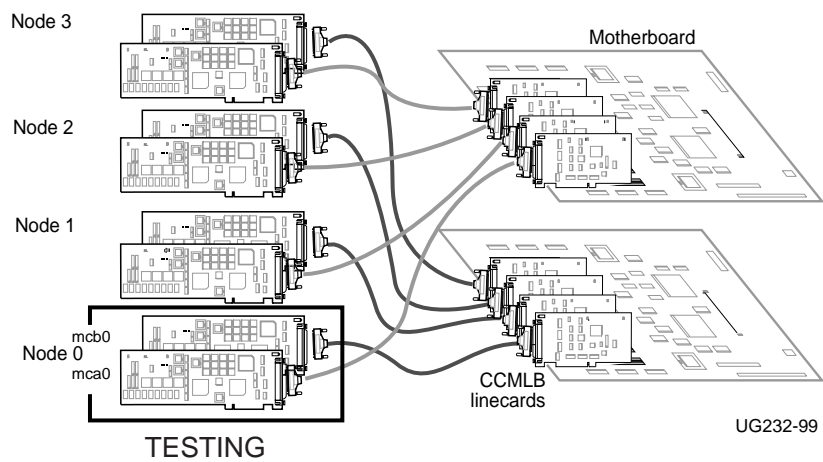 Node 3
Motherboard
Node 2
Node 1
mcb0
Node 0
mca0
CCMLB
linecards
UG232-99
TESTING